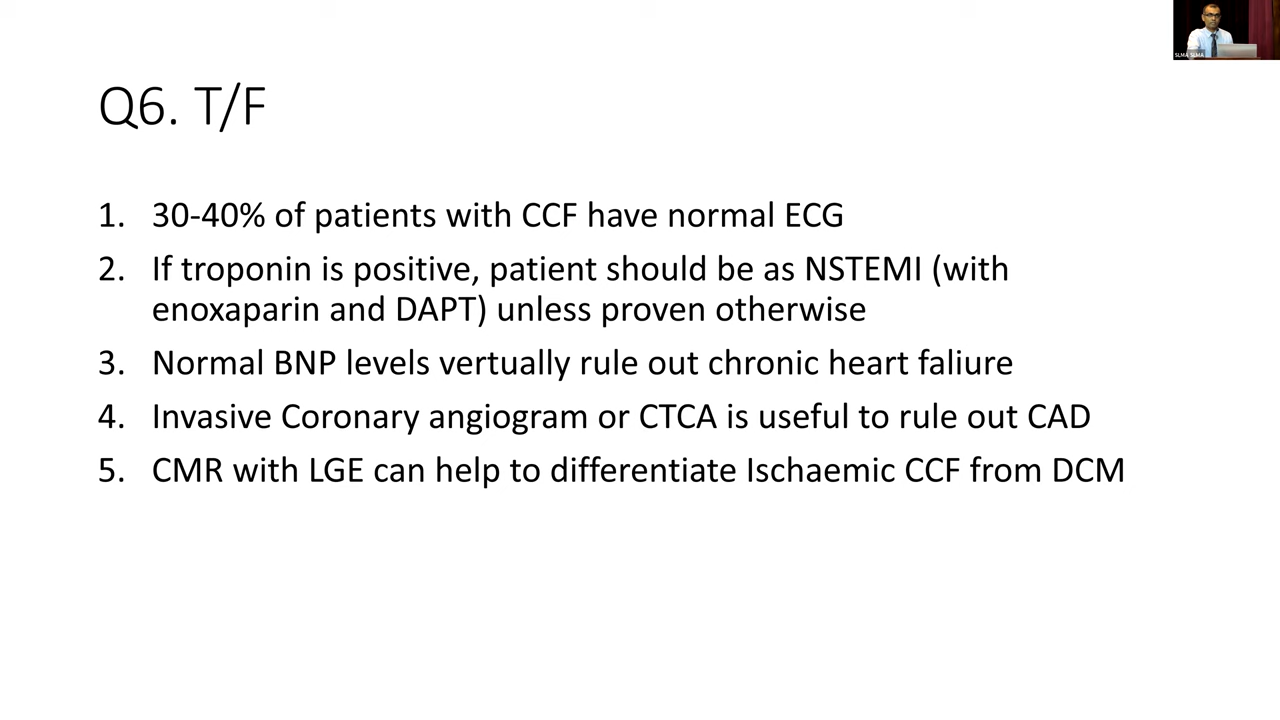 SLMA SLMA
Q6. T/F
1. 30-40% of patients with CCF have normal ECG
2. If troponin is positive, patient should be as NSTEMI (with
enoxaparin and DAPT) unless proven otherwise
3. Normal BNP levels vertually rule out chronic heart faliure
4. Invasive Coronary angiogram or CTCA is useful to rule out CAD
5. CMR with LGE can help to differentiate Ischaemic CCF from DCM